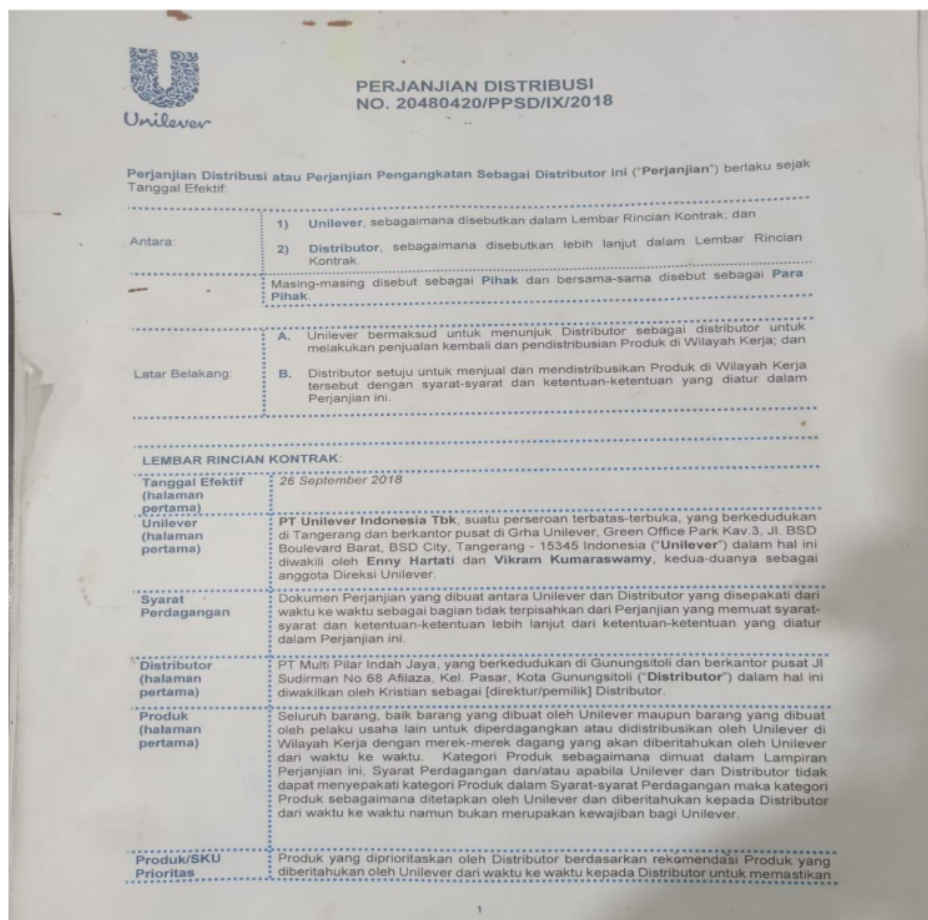 Unilever
PERJANJIAN DISTRIBUSI
NO. 20480420/PPSD/IX/2018
Perjanjian Distribusi atau Perjanjian Pengangkatan Sebagai Distributor ini ("Perjanjian") berlaku sejak
Tanggal Efektif:
Antara:
1) Unilever, sebagaimana disebutkan dalam Lembar Rincian Kontrak; dan
2) Distributor, sebagaimana disebutkan lebih lanjut dalam Lembar Rincian
Kontrak.
Masing-masing disebut sebagai Pihak dan bersama-sama disebut sebagai Para
Pihak.
Latar Belakang:
A. Unilever bermaksud untuk menunjuk Distributor sebagai distributor untuk
melakukan penjualan kembali dan pendistribusian Produk di Wilayah Kerja; dan
B. Distributor setuju untuk menjual dan mendistribusikan Produk di Wilayah Kerja
tersebut dengan syarat-syarat dan ketentuan-ketentuan yang diatur dalam
Perjanjian ini.
LEMBAR RINCIAN KONTRAK:
Tanggal Efektif
(halaman
pertama)
26 September 2018
Unilever
(halaman
pertama)
PT Unilever Indonesia Tbk, suatu perseroan terbatas-terbuka, yang berkedudukan
di Tangerang dan berkantor pusat di Grha Unilever, Green Office Park Kav.3, Jl. BSD
Boulevard Barat, BSD City, Tangerang - 15345 Indonesia ("Unilever") dalam hal ini
diwakili oleh Enny Hartati dan Vikram Kumaraswamy, kedua-duanya sebagai
anggota Direksi Unilever.
Syarat
Perdagangan
Dokumen Perjanjian yang dibuat antara Unilever dan Distributor yang disepakati dari
waktu ke waktu sebagai bagian tidak terpisahkan dari Perjanjian yang memuat syarat-
syarat dan ketentuan-ketentuan lebih lanjut dari ketentuan-ketentuan yang diatur
dalam Perjanjian ini.
Distributor
(halaman
pertama)
PT Multi Pilar Indah Jaya, yang berkedudukan di Gunungsitoli dan berkantor pusat Jl
Sudirman No 68 Afilaza, Kel. Pasar, Kota Gunungsitoli ("Distributor") dalam hal ini
diwakilkan oleh Kristian sebagai [direktur/pemilik] Distributor.
Produk
(halaman
pertama)
Seluruh barang, baik barang yang dibuat oleh Unilever maupun barang yang dibuat
oleh pelaku usaha lain untuk diperdagangkan atau didistribusikan oleh Unilever di
Wilayah Kerja dengan merek-merek dagang yang akan diberitahukan oleh Unilever
dari waktu ke waktu. Kategori Produk sebagaimana dimuat dalam Lampiran
Perjanjian ini, Syarat Perdagangan dan/atau apabila Unilever dan Distributor tidak
dapat menyepakati kategori Produk dalam Syarat-syarat Perdagangan maka kategori
Produk sebagaimana ditetapkan oleh Unilever dan diberitahukan kepada Distributor
dari waktu ke waktu namun bukan merupakan kewajiban bagi Unilever.
Produk/SKU
Prioritas
Produk yang diprioritaskan oleh Distributor berdasarkan rekomendasi Produk yang
diberitahukan oleh Unilever dari waktu ke waktu kepada Distributor untuk memastikan
1